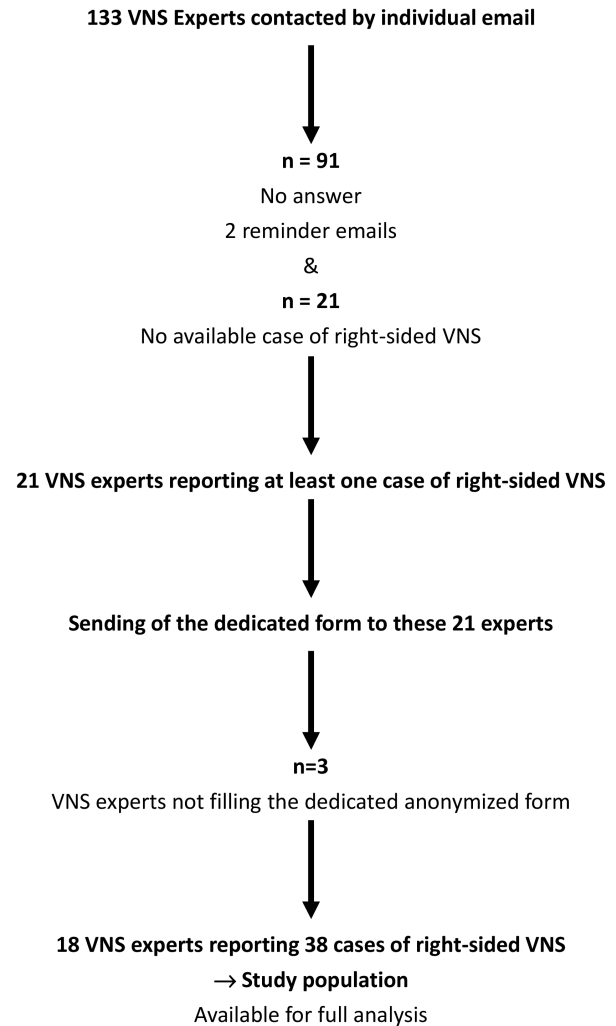 133 VNS Experts contacted by individual email
n = 91
No answer
2 reminder emails
&
n = 21
No available case of right-sided VNS
21 VNS experts reporting at least one case of right-sided VNS
Sending of the dedicated form to these 21 experts
n=3
VNS experts not filling the dedicated anonymized form
18 VNS experts reporting 38 cases of right-sided VNS
→ Study population
Available for full analysis